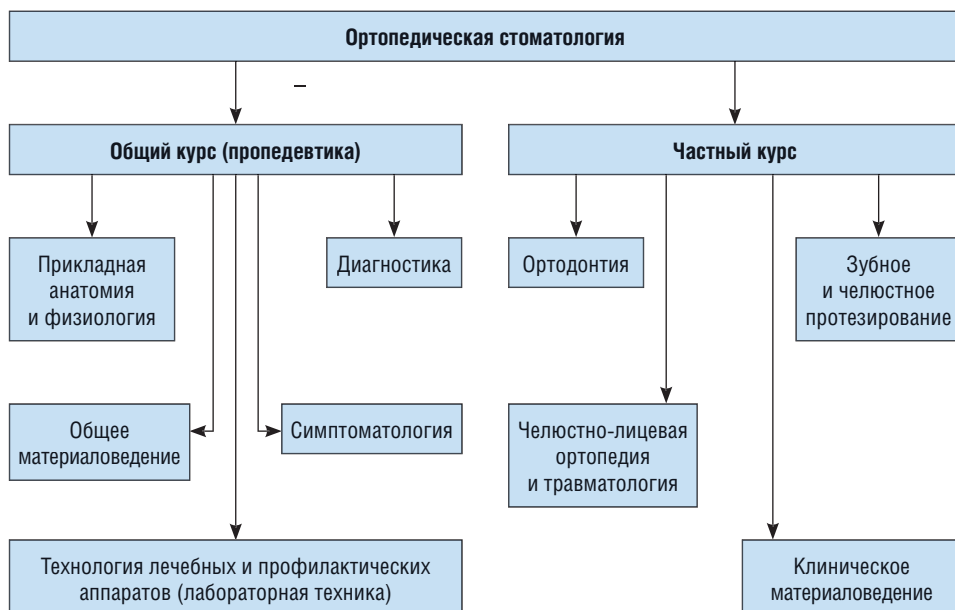 Ортопедическая стоматология
–
Общий курс (пропедевтика)
Частный курс
Прикладная
анатомия
и физиология
Диагностика
Ортодонтия
Зубное
и челюстное
протезирование
Общее
материаловедение
Симптоматология
Челюстно-лицевая
ортопедия
и травматология
Технология лечебных и профилактических
аппаратов (лабораторная техника)
Клиническое
материаловедение